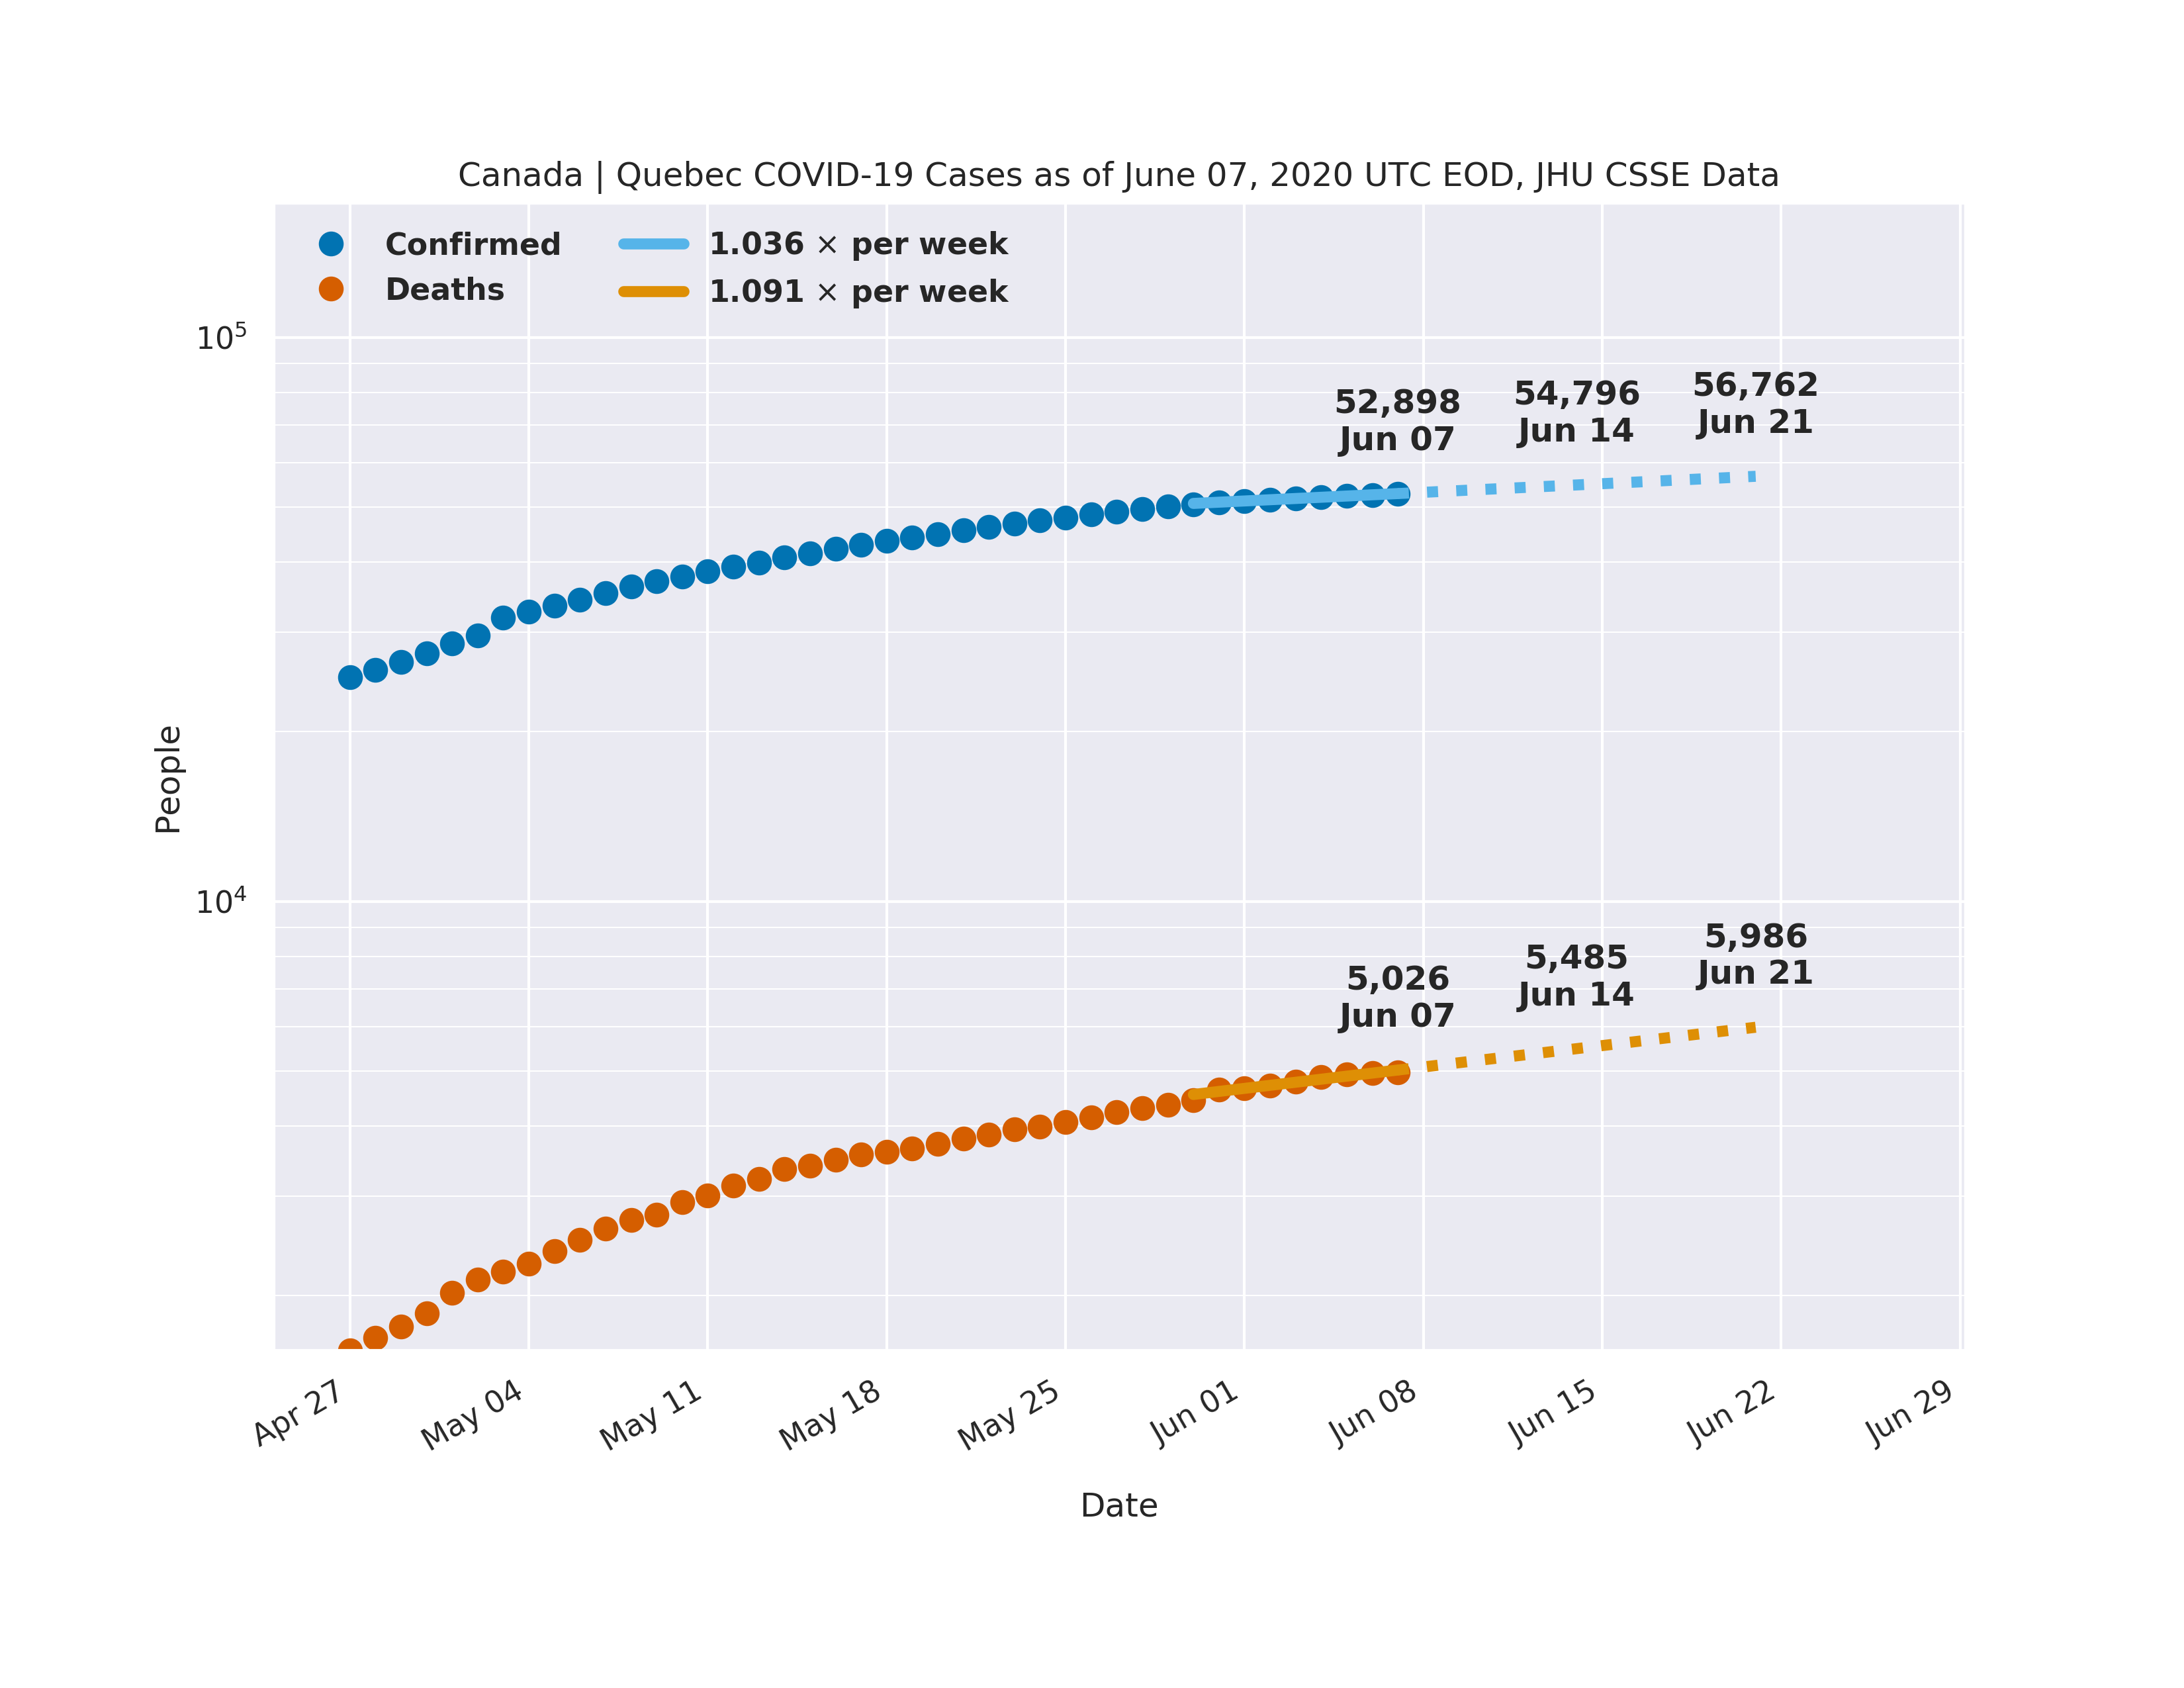 Canada | Quebec COVID-19 Cases as of June 07, 2020 UTC EOD, JHU CSSE Data
Confirmed
Deaths
1.036 × per week
1.091 × per week
10⁵
10⁴
People
52,898
Jun 07
54,796
Jun 14
56,762
Jun 21
5,026
Jun 07
5,485
Jun 14
5,986
Jun 21
Apr 27
May 04
May 11
May 18
May 25
Jun 01
Jun 08
Jun 15
Jun 22
Jun 29
Date